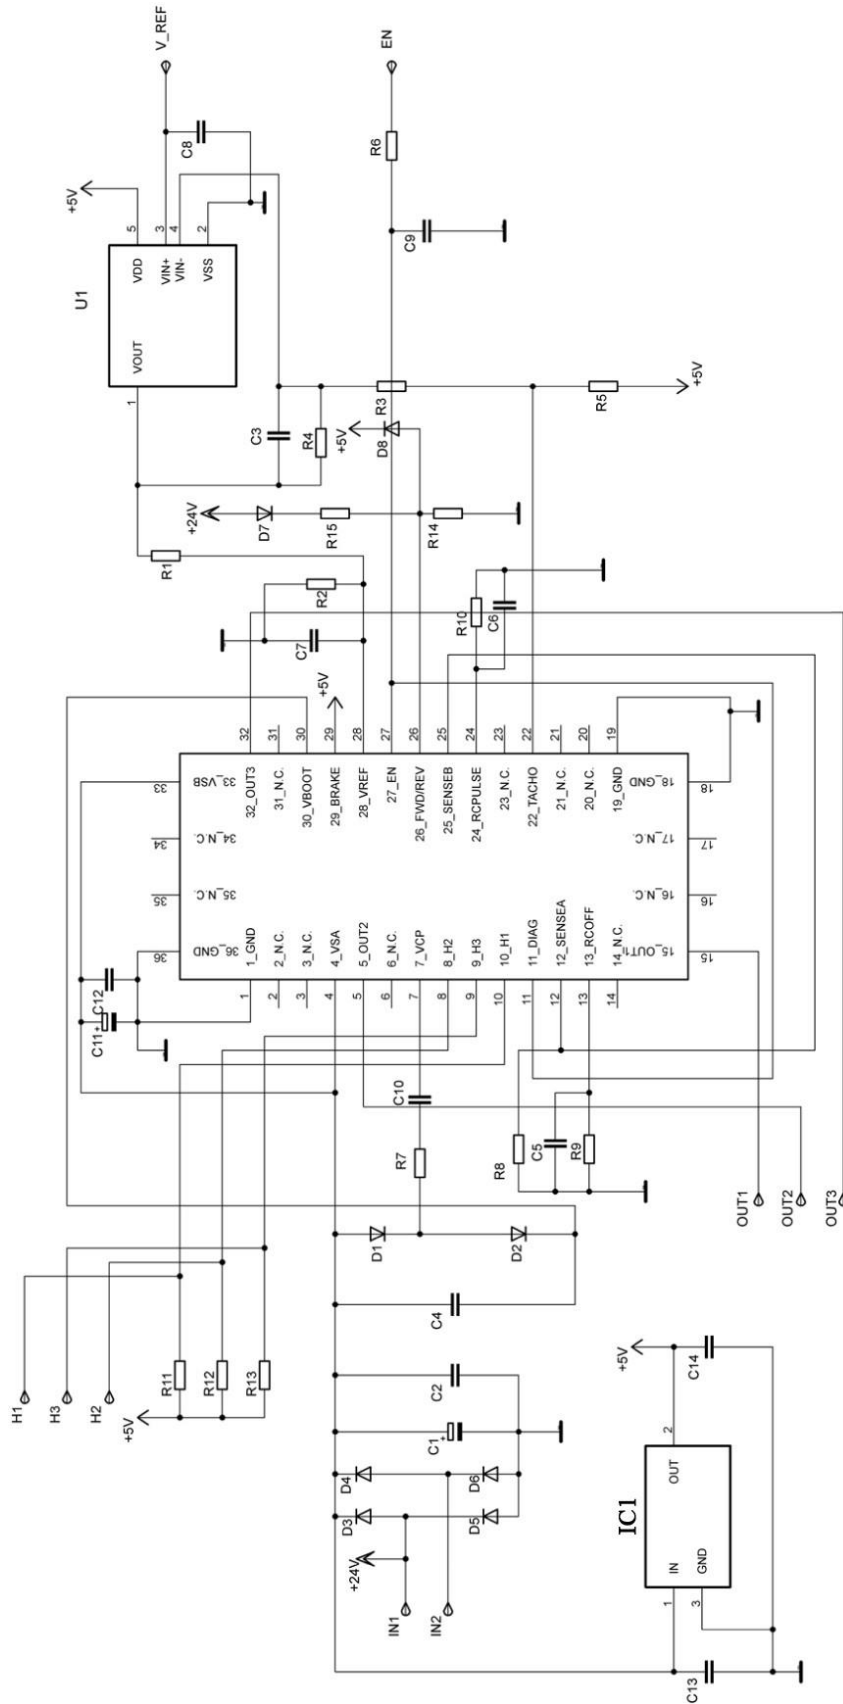 V_REF
EN
C8
R6
+5V
5
3
4
2
VDD
VIN+
VIN-
VSS
U1
VOUT
1
C9
C3
R4
+5V
R3
D8
R5
+5V
+24V
D7
R15
R14
R1
R2
C7
R10
C6
+5V
33
32
31
30
29
28
27
26
25
24
23
22
21
20
19
18
33_VSB
32_OUT3
31_N.C.
30_VBOOT
29_BRAKE
28_VREF
27_EN
26_FWD/REV
25_SENSEB
24_RCPULSE
23_N.C.
22_TACHO
21_N.C.
20_N.C.
19_GND
18_GND
34
34_N.C.
17_N.C.
17
35
35_N.C.
16_N.C.
16
36
36_GND
1_GND
2_N.C.
3_N.C.
4_VSA
5_OUT2
6_N.C.
7_VCP
8_H2
9_H3
10_H1
11_DIAG
12_SENSEA
13_RCOFF
14_N.C.
15_OUT1
15
1
2
3
4
5
6
7
8
9
10
11
12
13
14
C12
C11
+
C10
R7
R8
C5
R9
OUT1
OUT2
OUT3
D1
D2
C4
H1
H3
H2
R11
R12
R13
+5V
C2
C1
+
D4
D6
D3
D5
+24V
IN1
IN2
+5V
C14
2
OUT
IC1
IN
GND
1
3
C13